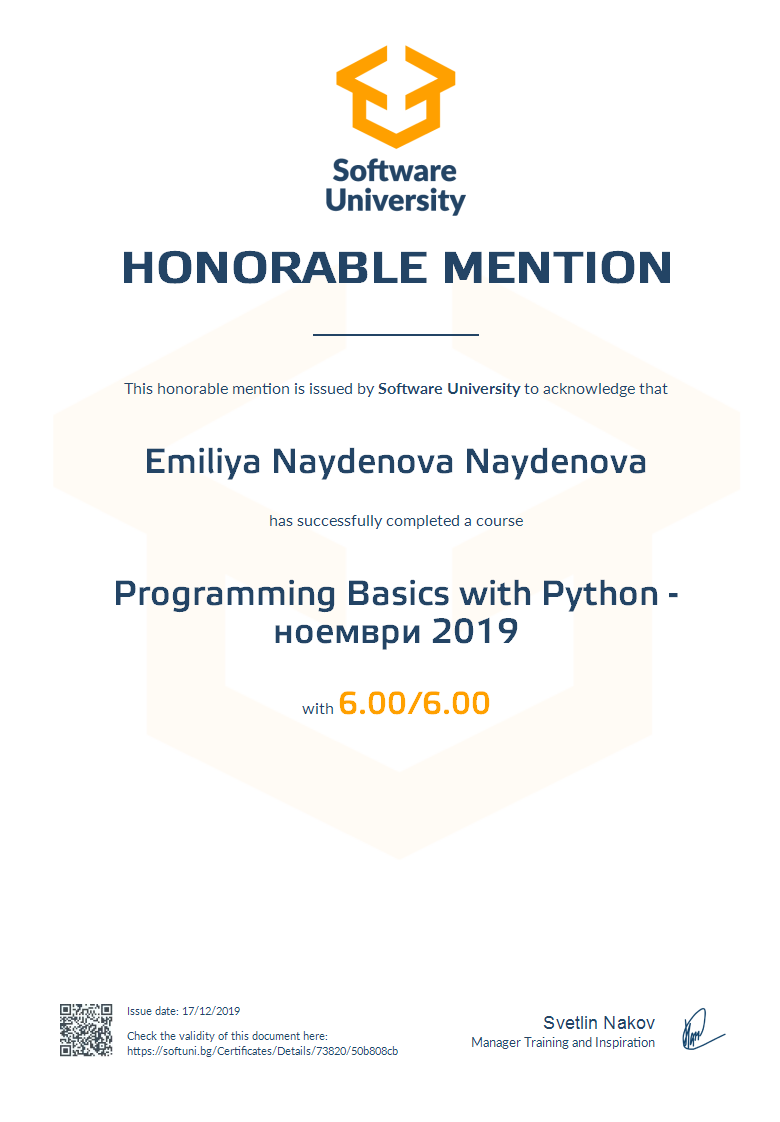 Software
University
HONORABLE MENTION
This honorable mention is issued by Software University to acknowledge that
Emiliya Naydenova Naydenova
has successfully completed a course
Programming Basics with Python -
ноември 2019
with 6.00/6.00
Issue date: 17/12/2019
Check the validity of this document here:
https://softuni.bg/Certificates/Details/73820/50b808cb
Svetlin Nakov
Manager Training and Inspiration